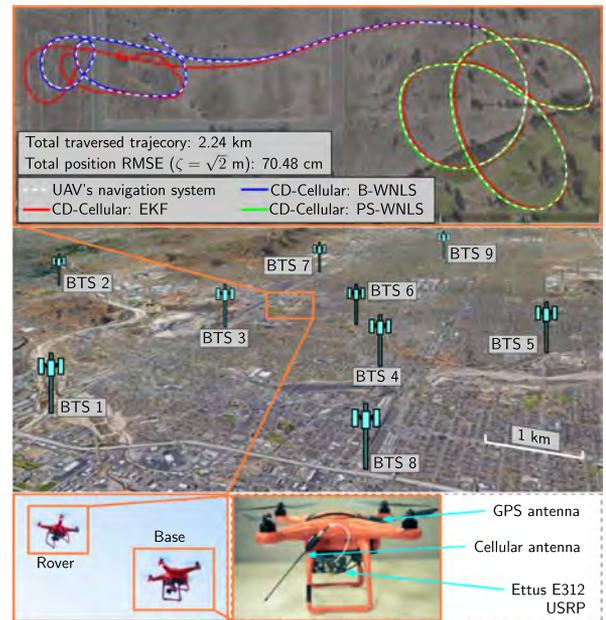 Total traversed trajecory: 2.24 km
Total position RMSE (ζ = √2 m): 70.48 cm
UAV's navigation system
CD-Cellular: B-WNLS
CD-Cellular: EKF
CD-Cellular: PS-WNLS
BTS 9
BTS 7
BTS 2
BTS 6
BTS 3
BTS 5
BTS 4
BTS 1
1 km
BTS 8
GPS antenna
Base
Cellular antenna
Rover
Ettus E312
USRP